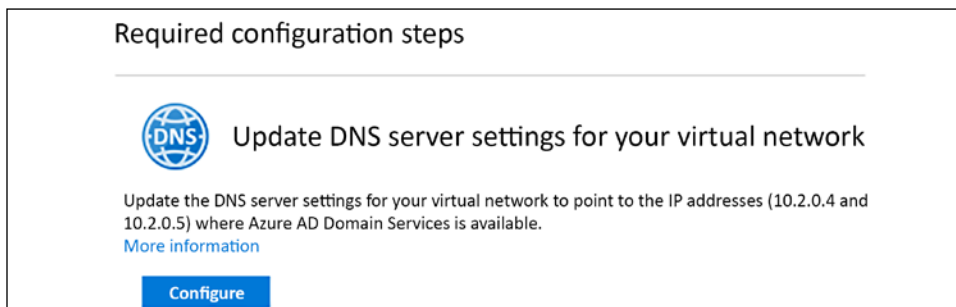 Required configuration steps
DNS
Update DNS server settings for your virtual network
Update the DNS server settings for your virtual network to point to the IP addresses (10.2.0.4 and
10.2.0.5) where Azure AD Domain Services is available.
More information
Configure